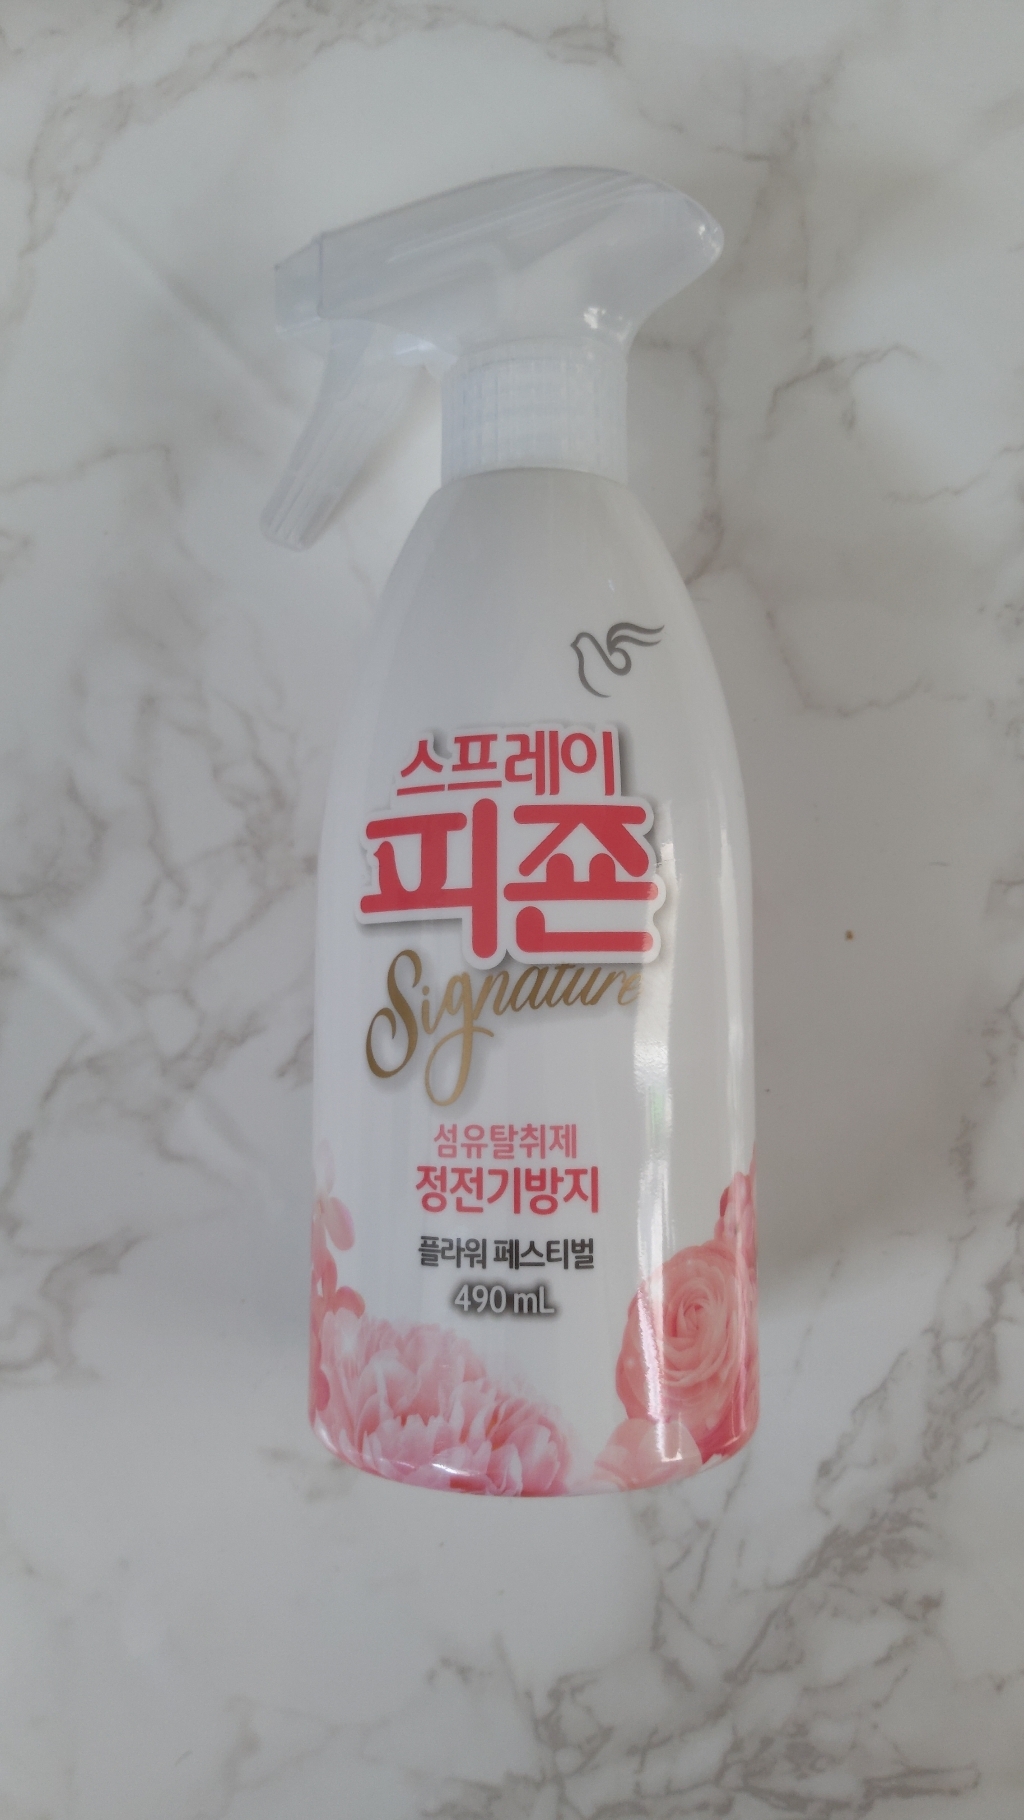 스프레이
피죤
Signature
섬유탈취제
정전기방지
플라워 페스티벌
490 mL